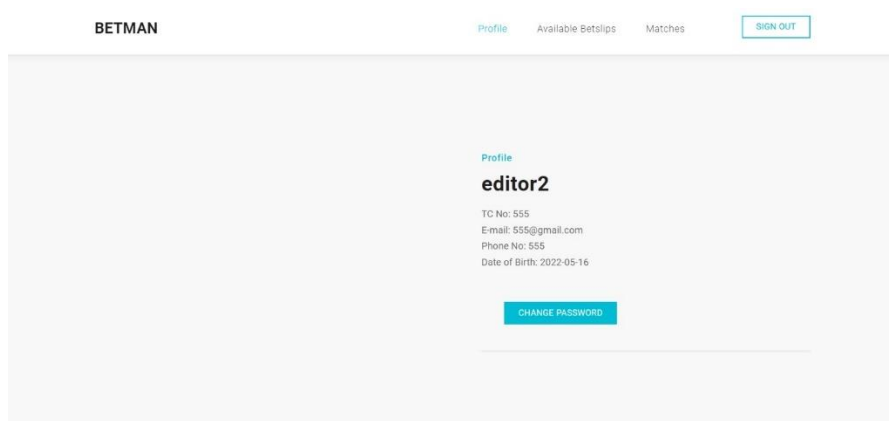 BETMAN
Profile Available Betslips Matches SIGN OUT
Profile
editor2
TC No: 555
E-mail: 555@gmail.com
Phone No: 555
Date of Birth: 2022-05-16
CHANGE PASSWORD